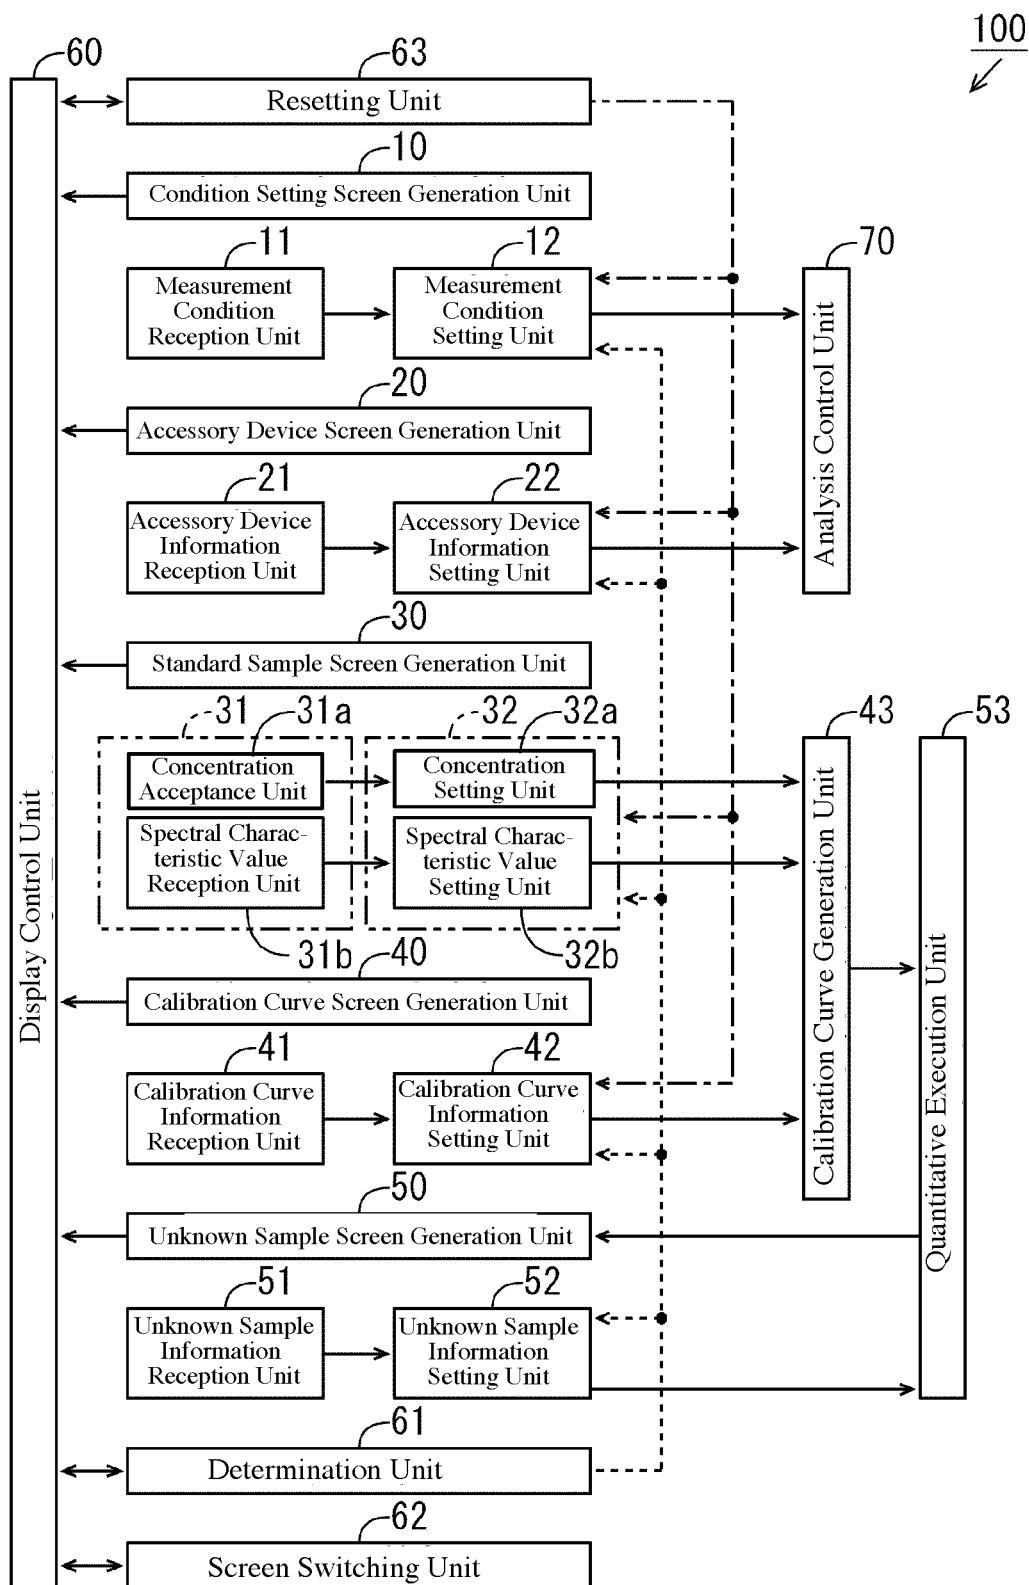 100
60
63
Resetting Unit
10
Condition Setting Screen Generation Unit
11
12
70
Measurement
Condition
Reception Unit
Measurement
Condition
Setting Unit
Analysis Control Unit
20
Accessory Device Screen Generation Unit
21
22
Accessory Device
Information
Reception Unit
Accessory Device
Information
Setting Unit
30
Standard Sample Screen Generation Unit
31
31a
32
32a
43
53
Concentration
Acceptance Unit
Concentration
Setting Unit
Spectral Charac-
teristic Value
Reception Unit
Spectral Charac-
teristic Value
Setting Unit
31b
32b
Display Control Unit
Calibration Curve Generation Unit
Quantitative Execution Unit
40
Calibration Curve Screen Generation Unit
41
42
Calibration Curve
Information
Reception Unit
Calibration Curve
Information
Setting Unit
50
Unknown Sample Screen Generation Unit
51
52
Unknown Sample
Information
Reception Unit
Unknown Sample
Information
Setting Unit
61
Determination Unit
62
Screen Switching Unit